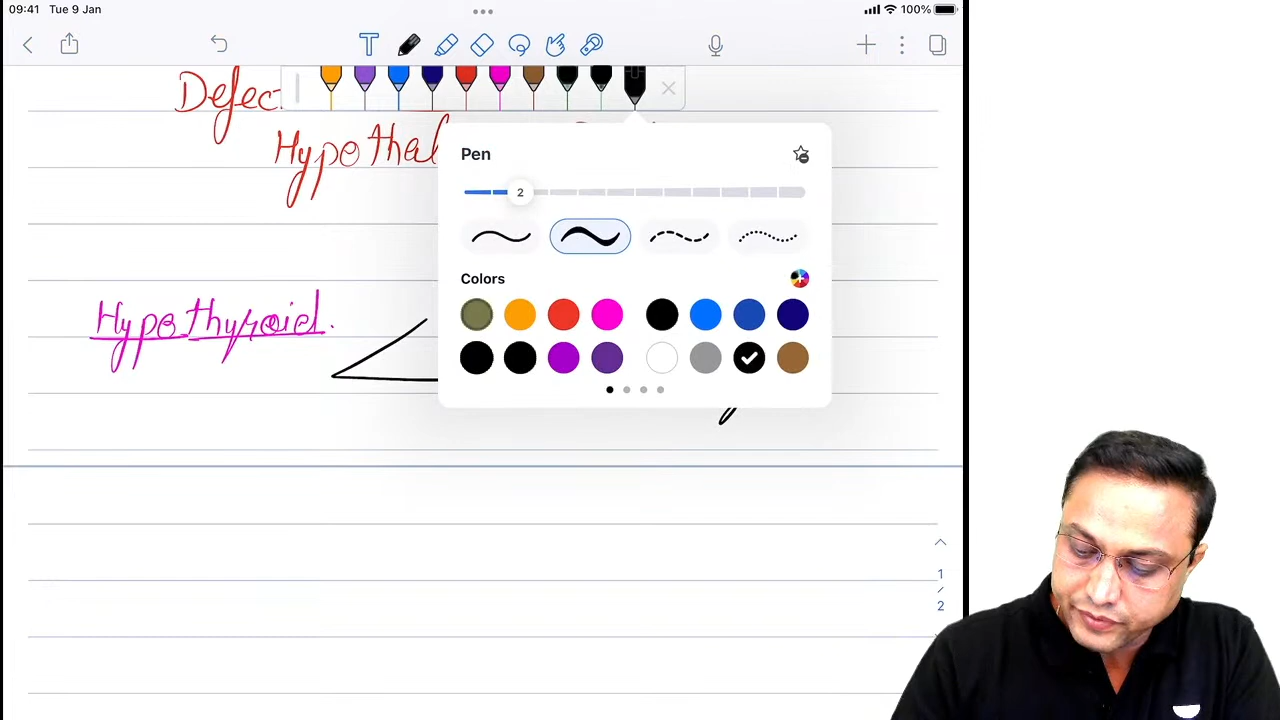 09:41 Tue 9 Jan
100%
T
Defec
Hypothal
Pen
2
Colors
Hypothyroid.
1
2